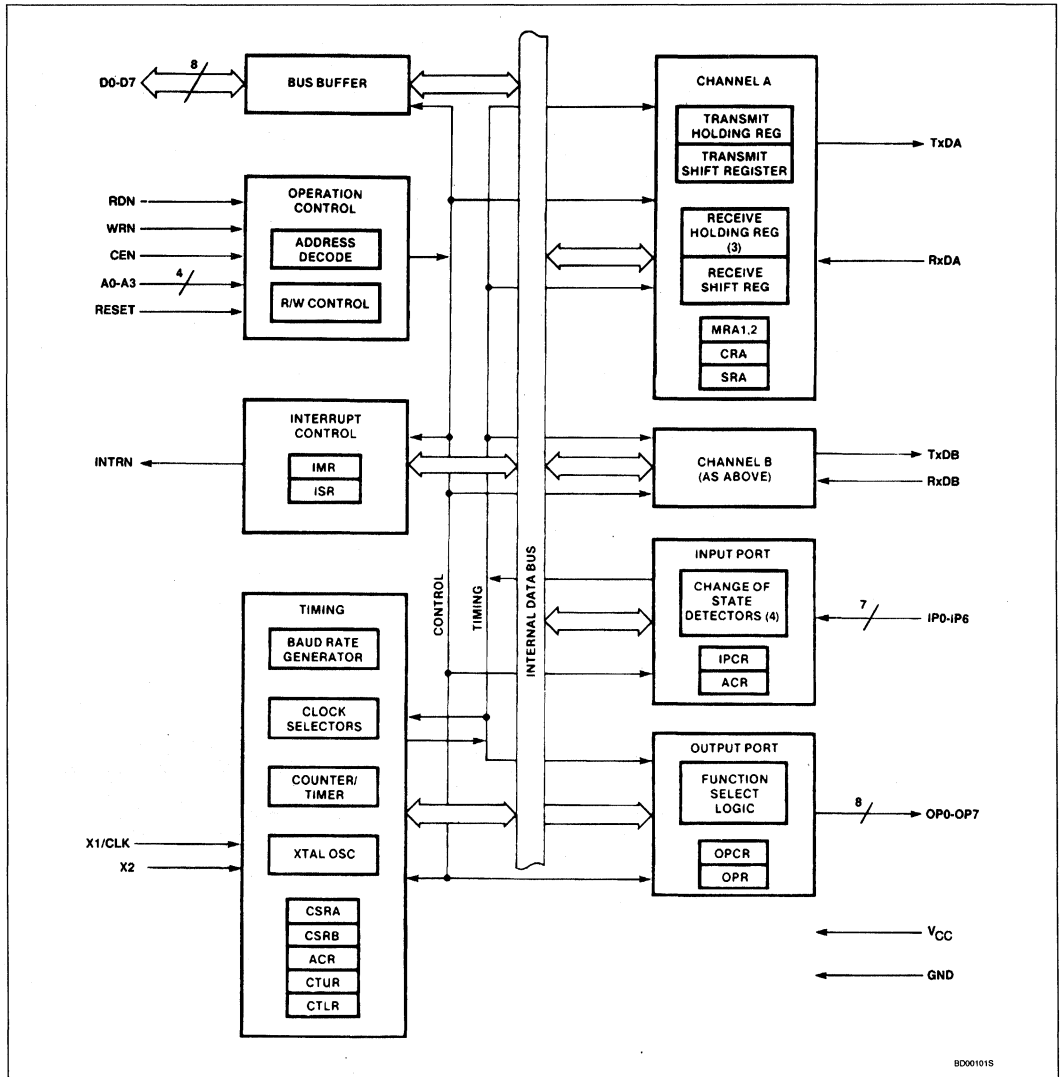 8
D0-D7
BUS BUFFER
RDN
WRN
CEN
A0-A3
4
RESET
OPERATION
CONTROL
ADDRESS
DECODE
R/W CONTROL
INTRN
INTERRUPT
CONTROL
IMR
ISR
TIMING
BAUD RATE
GENERATOR
CLOCK
SELECTORS
COUNTER/
TIMER
XTAL OSC
X1/CLK
X2
CSRA
CSRB
ACR
CTUR
CTLR
CONTROL
TIMING
INTERNAL DATA BUS
CHANNEL A
TRANSMIT
HOLDING REG
TRANSMIT
SHIFT REGISTER
TxDA
RECEIVE
HOLDING REG
(3)
RECEIVE
SHIFT REG
RxDA
MRA1,2
CRA
SRA
CHANNEL B
(AS ABOVE)
TxDB
RxDB
INPUT PORT
CHANGE OF
STATE
DETECTORS (4)
7
IP0-IP6
IPCR
ACR
OUTPUT PORT
FUNCTION
SELECT
LOGIC
8
OP0-OP7
OPCR
OPR
VCC
GND
BD00101S